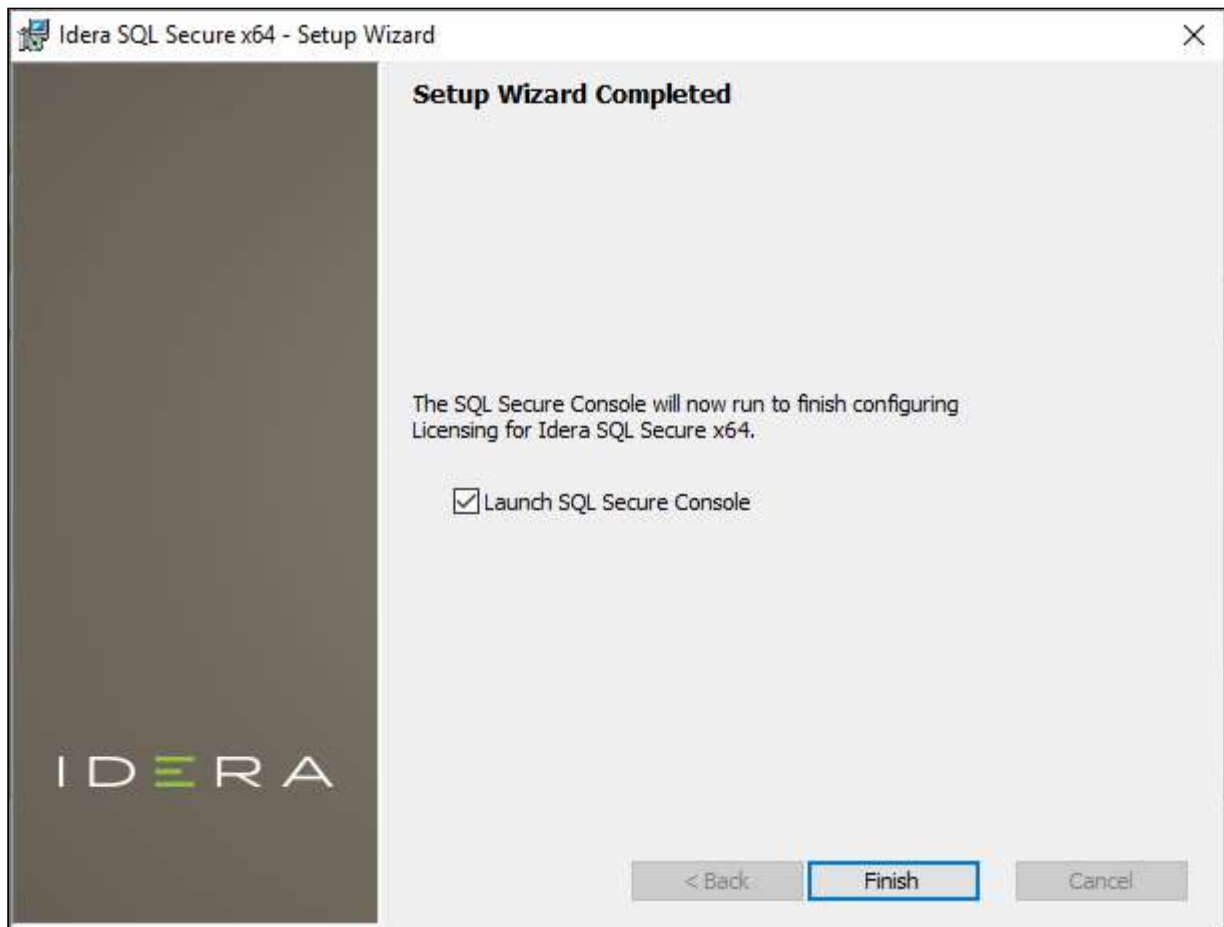 Idera SQL Secure x64 - Setup Wizard
Setup Wizard Completed
The SQL Secure Console will now run to finish configuring
Licensing for Idera SQL Secure x64.
Launch SQL Secure Console
IDERA
< Back
Finish
Cancel